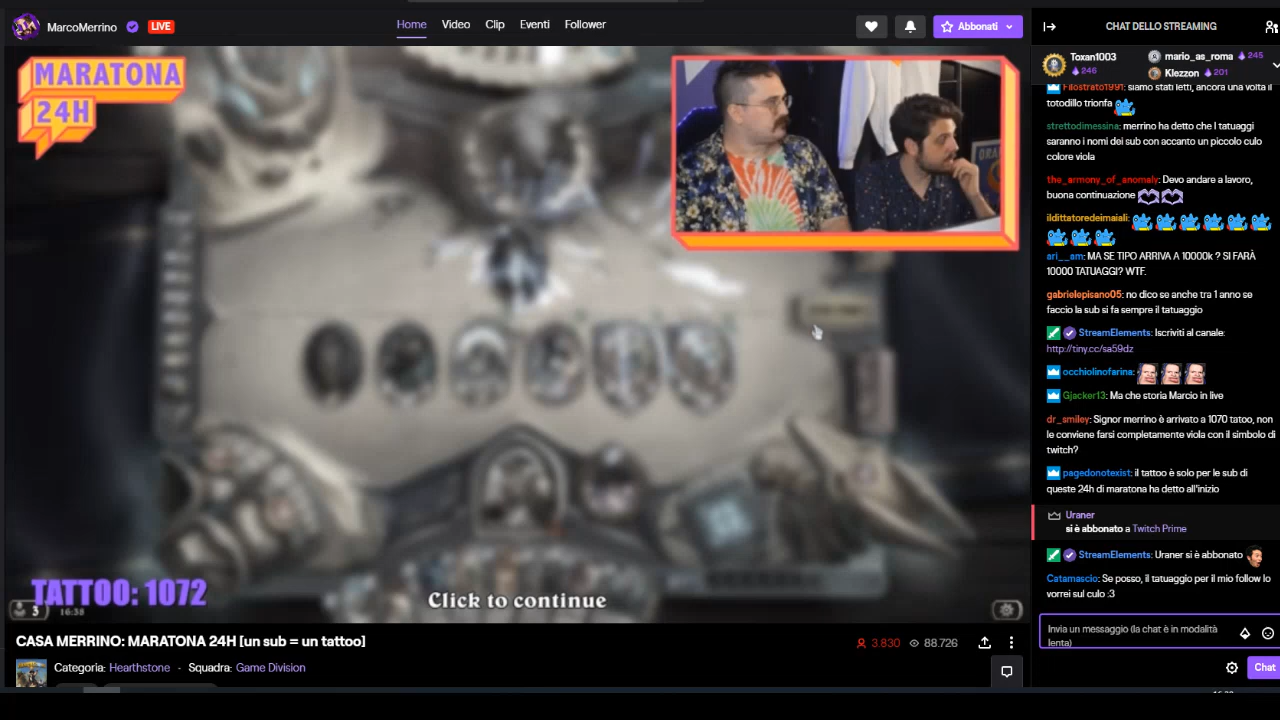 MarcoMerrino LIVE
Home Video Clip Eventi Follower
Abbonati
MARATONA
24H
TATTOO: 1072
3 16:38
Click to continue
CASA MERRINO: MARATONA 24H [un sub = un tattoo]
3.830 88.726
Categoria: Hearthstone · Squadra: Game Division
CHAT DELLO STREAMING
Toxan1003 246
mario_as_roma 245
Klezzon 201
Filostrato1991: siamo stati letti, ancora una volta il
totodillo trionfa
strettodimessina: merrino ha detto che I tatuaggi
saranno i nomi dei sub con accanto un piccolo culo
colore viola
the_armony_of_anomaly: Devo andare a lavoro,
buona continuazione
ildittatoredeimaiali:
ari__am: MA SE TIPO ARRIVA A 10000k ? SI FARÀ
10000 TATUAGGI? WTF.
gabrielepisano05: no dico se anche tra 1 anno se
faccio la sub si fa sempre il tatuaggio
StreamElements: Iscriviti al canale:
http://tiny.cc/sa59dz
occhiolinofarina:
Gjacker13: Ma che storia Marcio in live
dr_smiley: Signor merrino è arrivato a 1070 tatoo, non
le conviene farsi completamente viola con il simbolo di
twitch?
pagedonotexist: il tattoo è solo per le sub di
queste 24h di maratona ha detto all'inizio
Uraner
si è abbonato a Twitch Prime
StreamElements: Uraner si è abbonato
Catamascio: Se posso, il tatuaggio per il mio follow lo
vorrei sul culo :3
Invia un messaggio (la chat è in modalità
lenta)
Chat